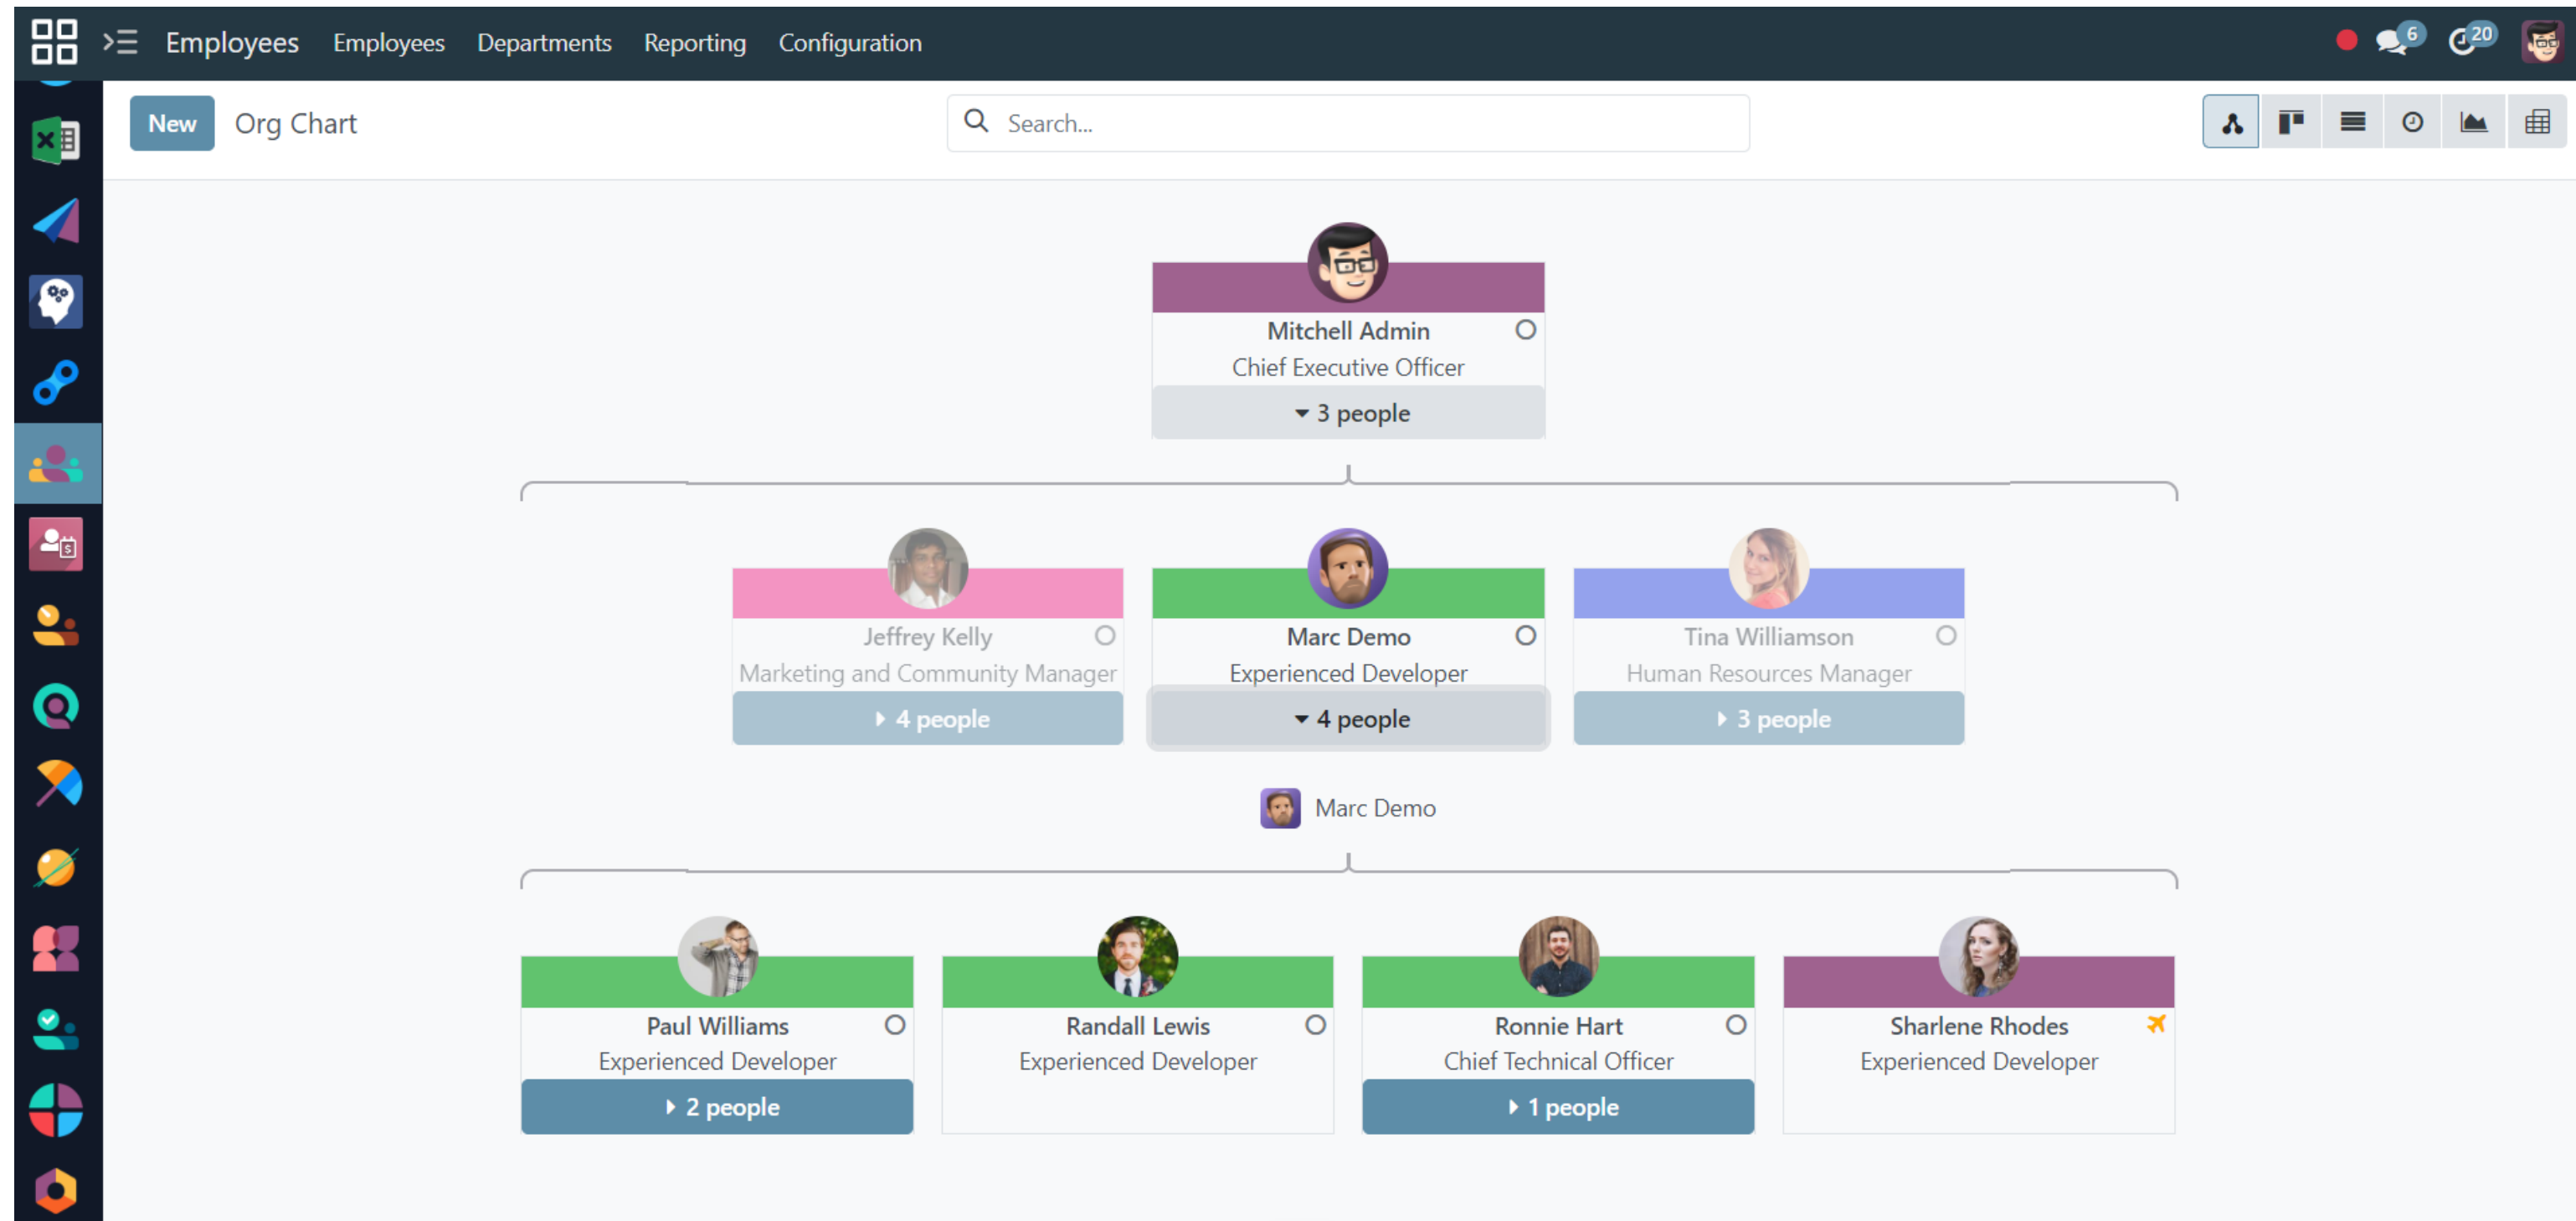 Employees Employees Departments Reporting Configuration 6 20
New Org Chart Search...
Mitchell Admin
Chief Executive Officer
3 people
Jeffrey Kelly Marc Demo Tina Williamson
Marketing and Community Manager Experienced Developer Human Resources Manager
4 people 4 people 3 people
Marc Demo
Paul Williams Randall Lewis Ronnie Hart Sharlene Rhodes
Experienced Developer Experienced Developer Chief Technical Officer Experienced Developer
2 people 1 people